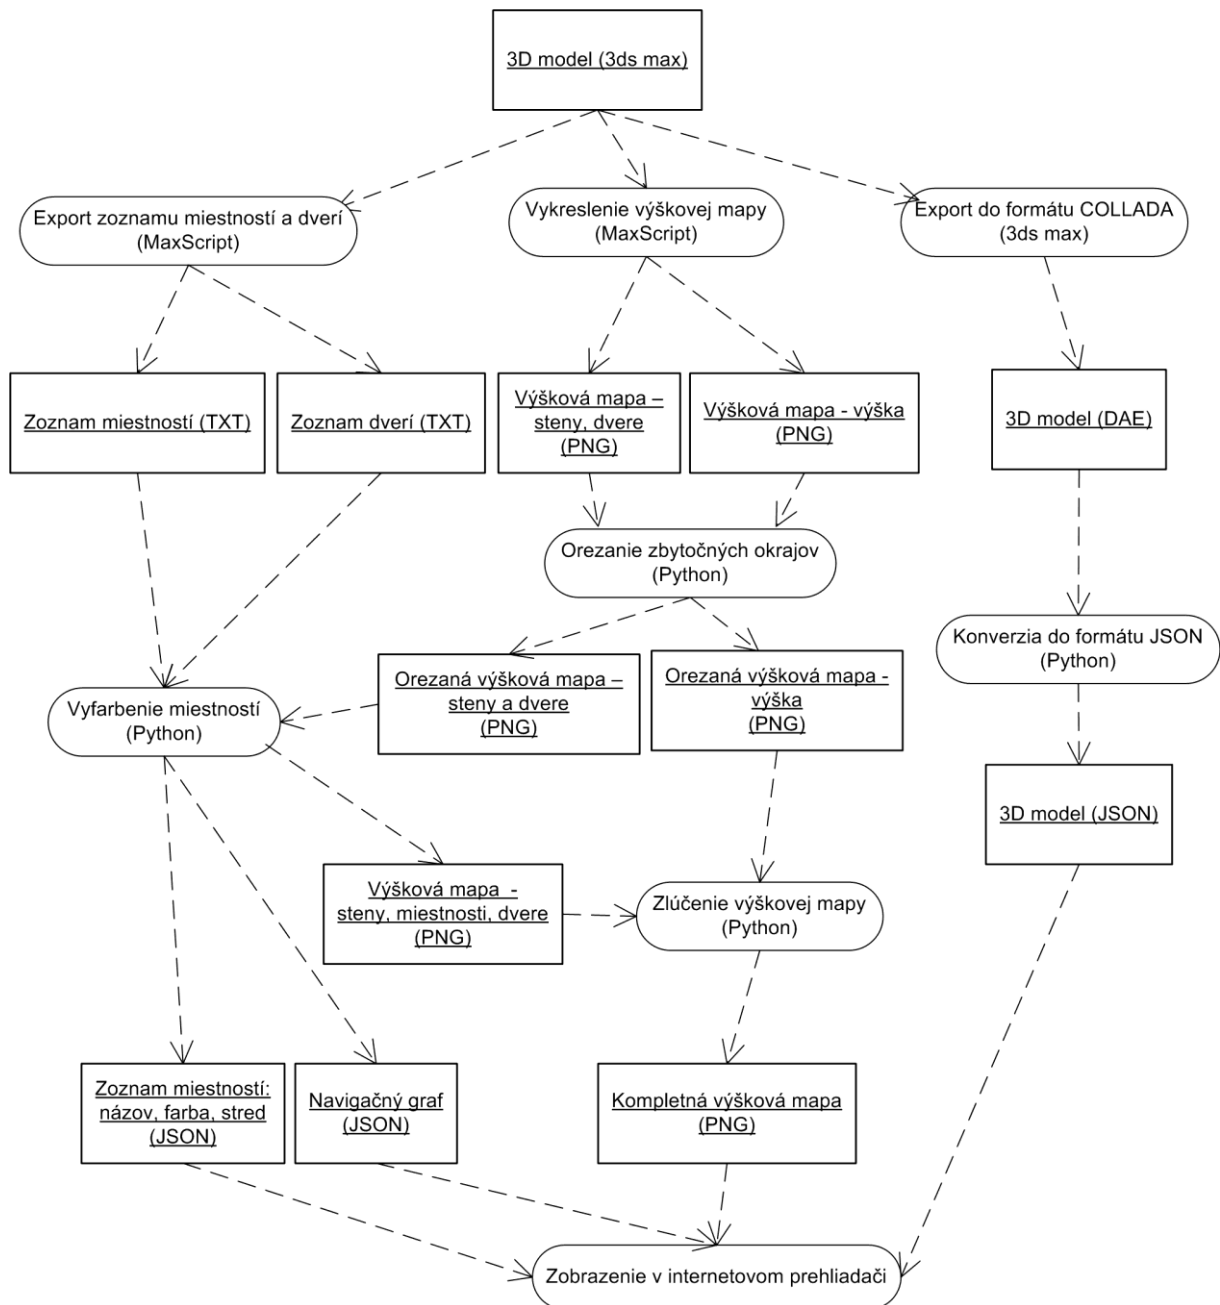 3D model (3ds max)
Export zoznamu miestností a dverí
(MaxScript)
Vykreslenie výškovej mapy
(MaxScript)
Export do formátu COLLADA
(3ds max)
Zoznam miestností (TXT)
Zoznam dverí (TXT)
Výšková mapa –
steny, dvere
(PNG)
Výšková mapa - výška
(PNG)
3D model (DAE)
Orezanie zbytočných okrajov
(Python)
Konverzia do formátu JSON
(Python)
Orezaná výšková mapa –
steny a dvere
(PNG)
Orezaná výšková mapa -
výška
(PNG)
Vyfarbenie miestností
(Python)
3D model (JSON)
Výšková mapa -
steny, miestnosti, dvere
(PNG)
Zlúčenie výškovej mapy
(Python)
Zoznam miestností:
názov, farba, stred
(JSON)
Navigačný graf
(JSON)
Kompletná výšková mapa
(PNG)
Zobrazenie v internetovom prehliadači